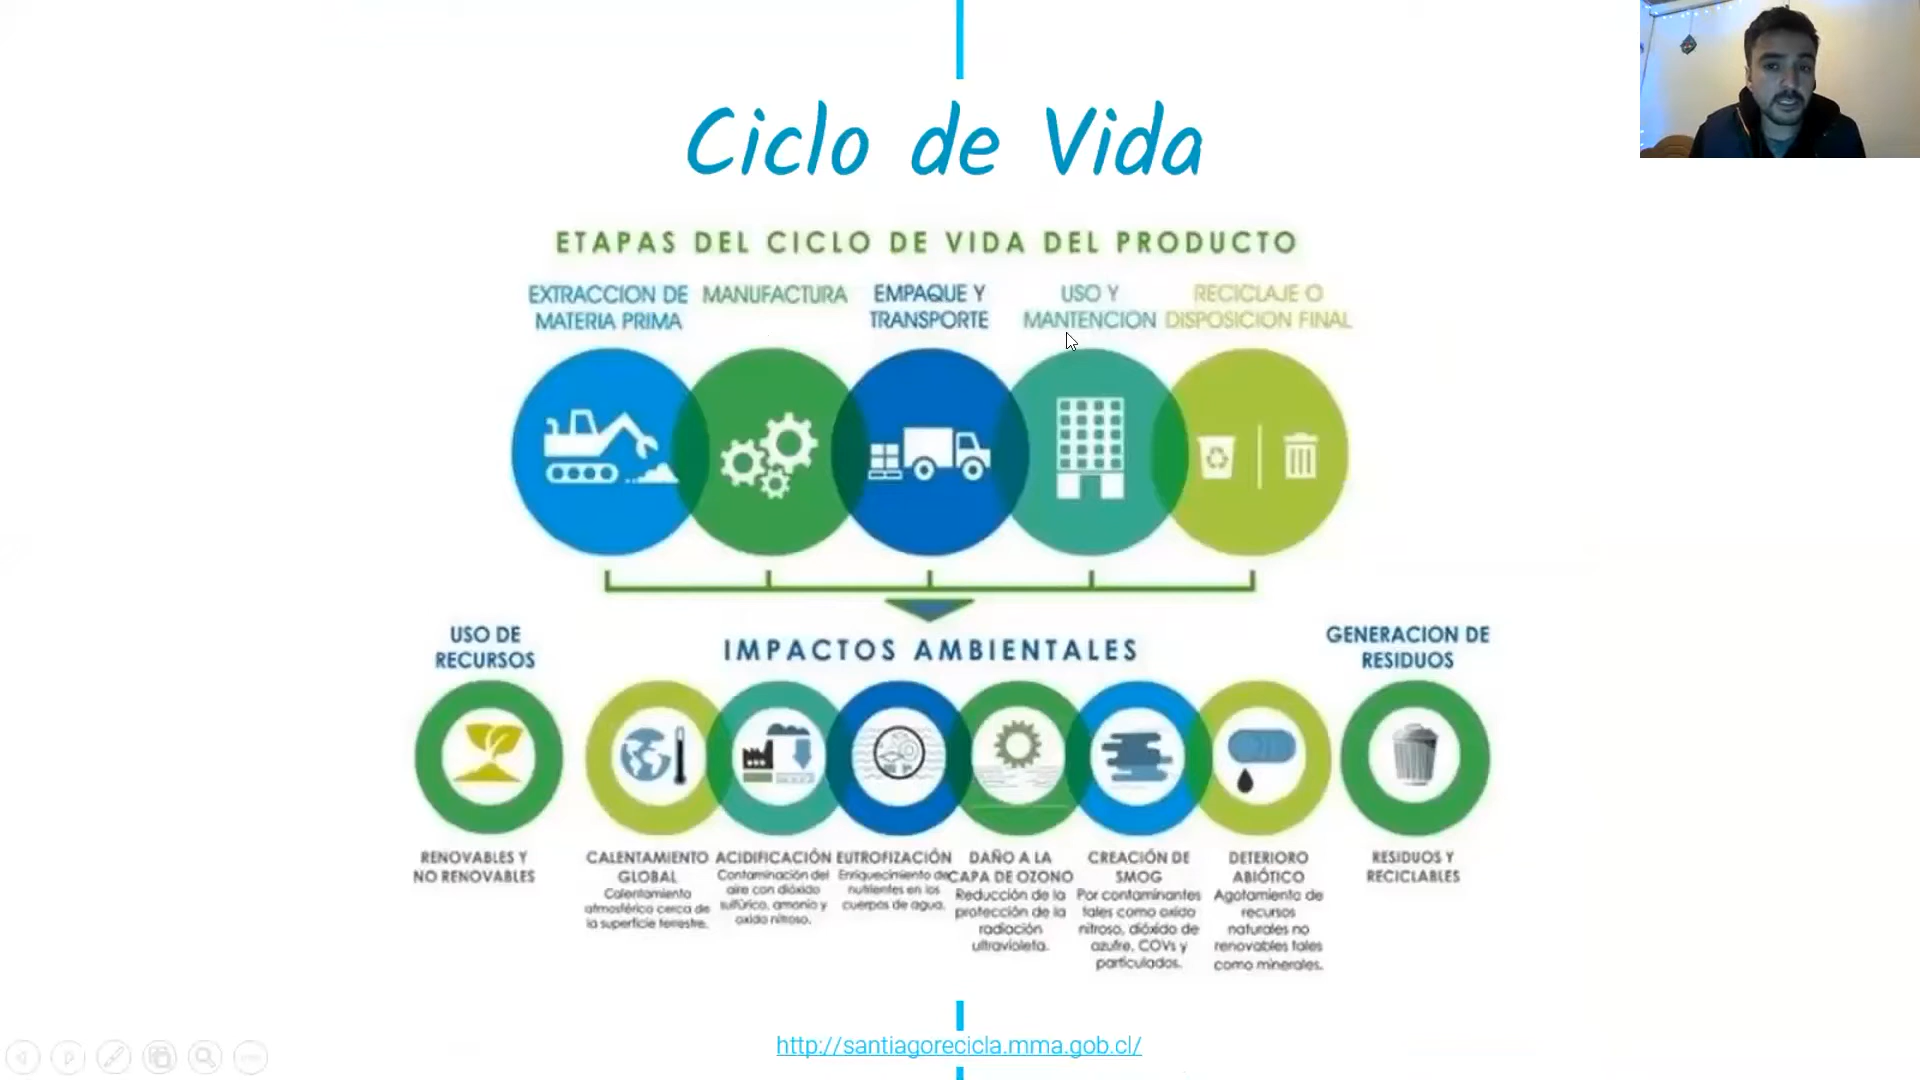 Ciclo de Vida
ETAPAS DEL CICLO DE VIDA DEL PRODUCTO
EXTRACCION DE
MATERIA PRIMA
MANUFACTURA
EMPAQUE Y
TRANSPORTE
USO Y
MANTENCION
RECICLAJE O
DISPOSICION FINAL
USO DE
RECURSOS
IMPACTOS AMBIENTALES
GENERACION DE
RESIDUOS
RENOVABLES Y
NO RENOVABLES
CALENTAMIENTO
GLOBAL
Calentamiento
atmosférico cerca de
la superficie terrestre.
ACIDIFICACIÓN
Contaminación del
aire con dióxido
sulfúrico, amonio y
oxido nitroso.
EUTROFIZACIÓN
Enriquecimiento de
nutrientes en los
cuerpos de agua.
DAÑO A LA
CAPA DE OZONO
Reducción de la
protección de la
radiación
ultravioleta.
CREACIÓN DE
SMOG
Por contaminantes
tales como oxido
nitroso, dióxido de
azufre, COVs y
particulados.
DETERIORO
ABIÓTICO
Agotamiento de
recursos
naturales no
renovables tales
como minerales.
RESIDUOS Y
RECICLABLES
http://santiagorecicla.mma.gob.cl/